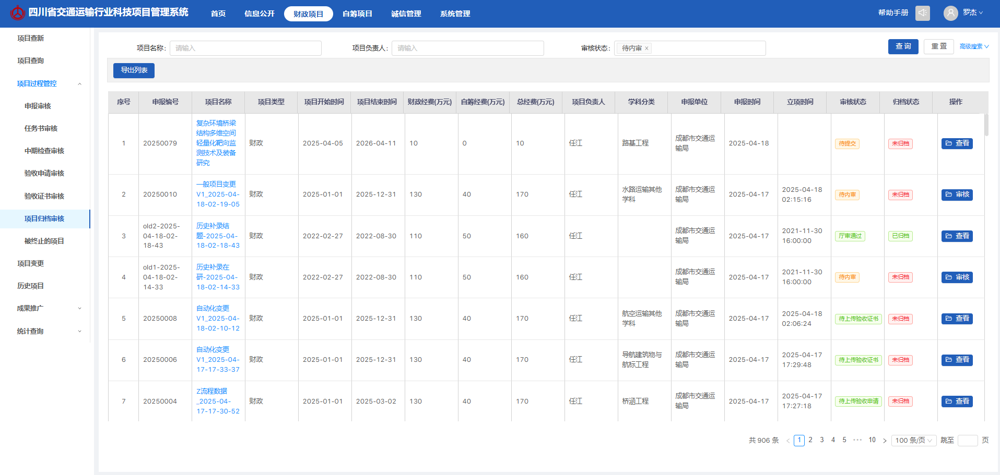 四川省交通运输行业科技项目管理系统
首页 信息公开 财政项目 自筹项目 诚信管理 系统管理
帮助手册 罗杰
项目查新
项目查询
项目过程管控
申报审核
任务书审核
中期检查审核
验收申请审核
验收证书审核
项目归档审核
被终止的项目
项目变更
历史项目
成果推广
统计查询
项目名称: 请输入 项目负责人: 请输入 审核状态: 待内审 × 查 询 重 置 高级搜索
导出列表
序号 申报编号 项目名称 项目类型 项目开始时间 项目结束时间 财政经费(万元) 自筹经费(万元) 总经费(万元) 项目负责人 学科分类 申报单位 申报时间 立项时间 审核状态 归档状态 操作
1 20250079 复杂环境桥梁结构多维空间轻量化靶向监测技术及装备研究 财政 2025-04-05 2026-04-11 10 0 10 任江 路基工程 成都市交通运输局 2025-04-18 待提交 未归档 查看
2 20250010 一般项目变更V1_2025-04-18-02-19-05 财政 2025-01-01 2025-12-31 130 40 170 任江 水路运输其他学科 成都市交通运输局 2025-04-17 2025-04-18 02:15:16 待内审 未归档 审核
3 old2-2025-04-18-02-18-43 历史补录结题-2025-04-18-02-18-43 财政 2022-02-27 2022-08-30 110 50 160 任江 成都市交通运输局 2025-04-17 2021-11-30 16:00:00 厅审通过 已归档 查看
4 old1-2025-04-18-02-14-33 历史补录在研-2025-04-18-02-14-33 财政 2022-02-27 2022-08-30 110 50 160 任江 成都市交通运输局 2025-04-17 2021-11-30 16:00:00 待内审 未归档 审核
5 20250008 自动化变更V1_2025-04-18-02-10-12 财政 2025-01-01 2025-12-31 130 40 170 任江 航空运输其他学科 成都市交通运输局 2025-04-17 2025-04-18 02:06:24 待上传验收证书 未归档 查看
6 20250006 自动化变更V1_2025-04-17-17-33-37 财政 2025-01-01 2025-12-31 130 40 170 任江 导航建筑物与航标工程 成都市交通运输局 2025-04-17 2025-04-17 17:29:48 待上传验收证书 未归档 查看
7 20250004 Z流程数据_2025-04-17-17-30-52 财政 2025-01-01 2025-03-02 130 40 170 任江 桥涵工程 成都市交通运输局 2025-04-17 2025-04-17 17:27:18 待上传验收申请 未归档 查看
共 906 条 < 1 2 3 4 5 ··· 10 > 100 条/页 跳至 页